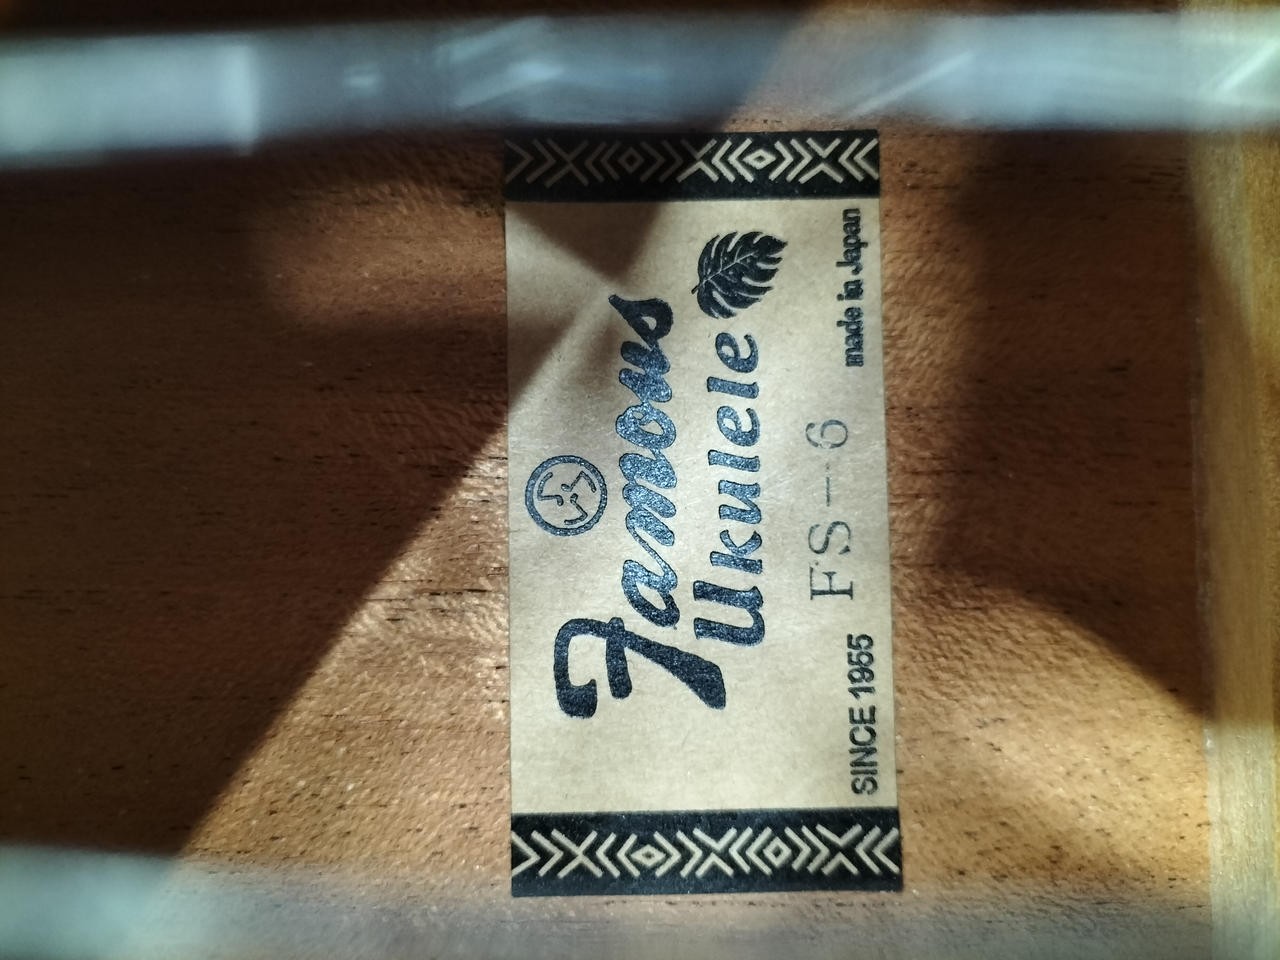 Famous
Ukulele
FS-6
SINCE 1955
made in Japan